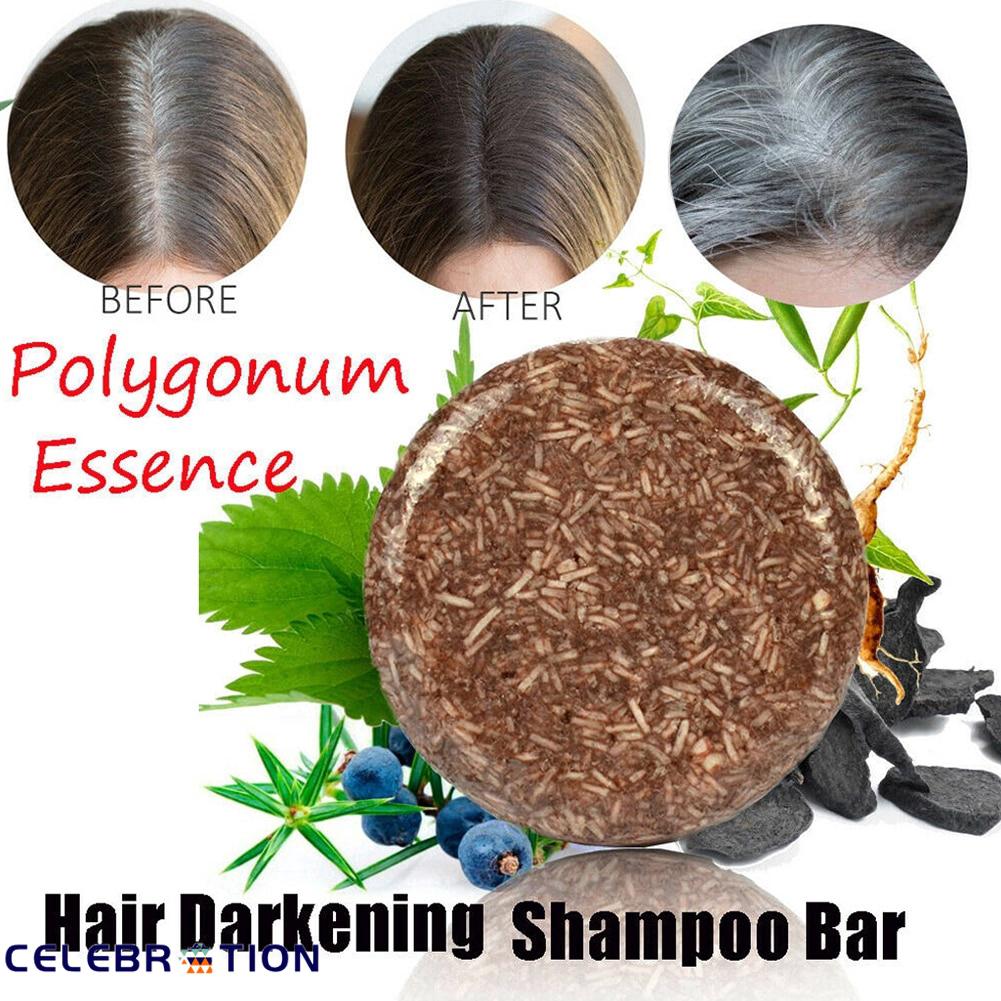 BEFORE
AFTER
Polygonum
Essence
Hair Darkening Shampoo Bar
CELEBRATION